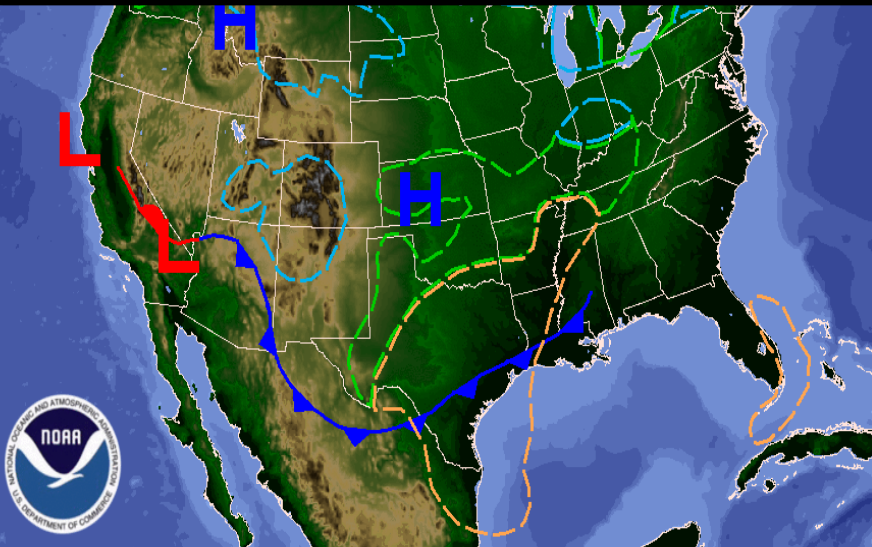 H
L
H
L
NATIONAL OCEANIC AND ATMOSPHERIC ADMINISTRATION
NOAA
U.S. DEPARTMENT OF COMMERCE